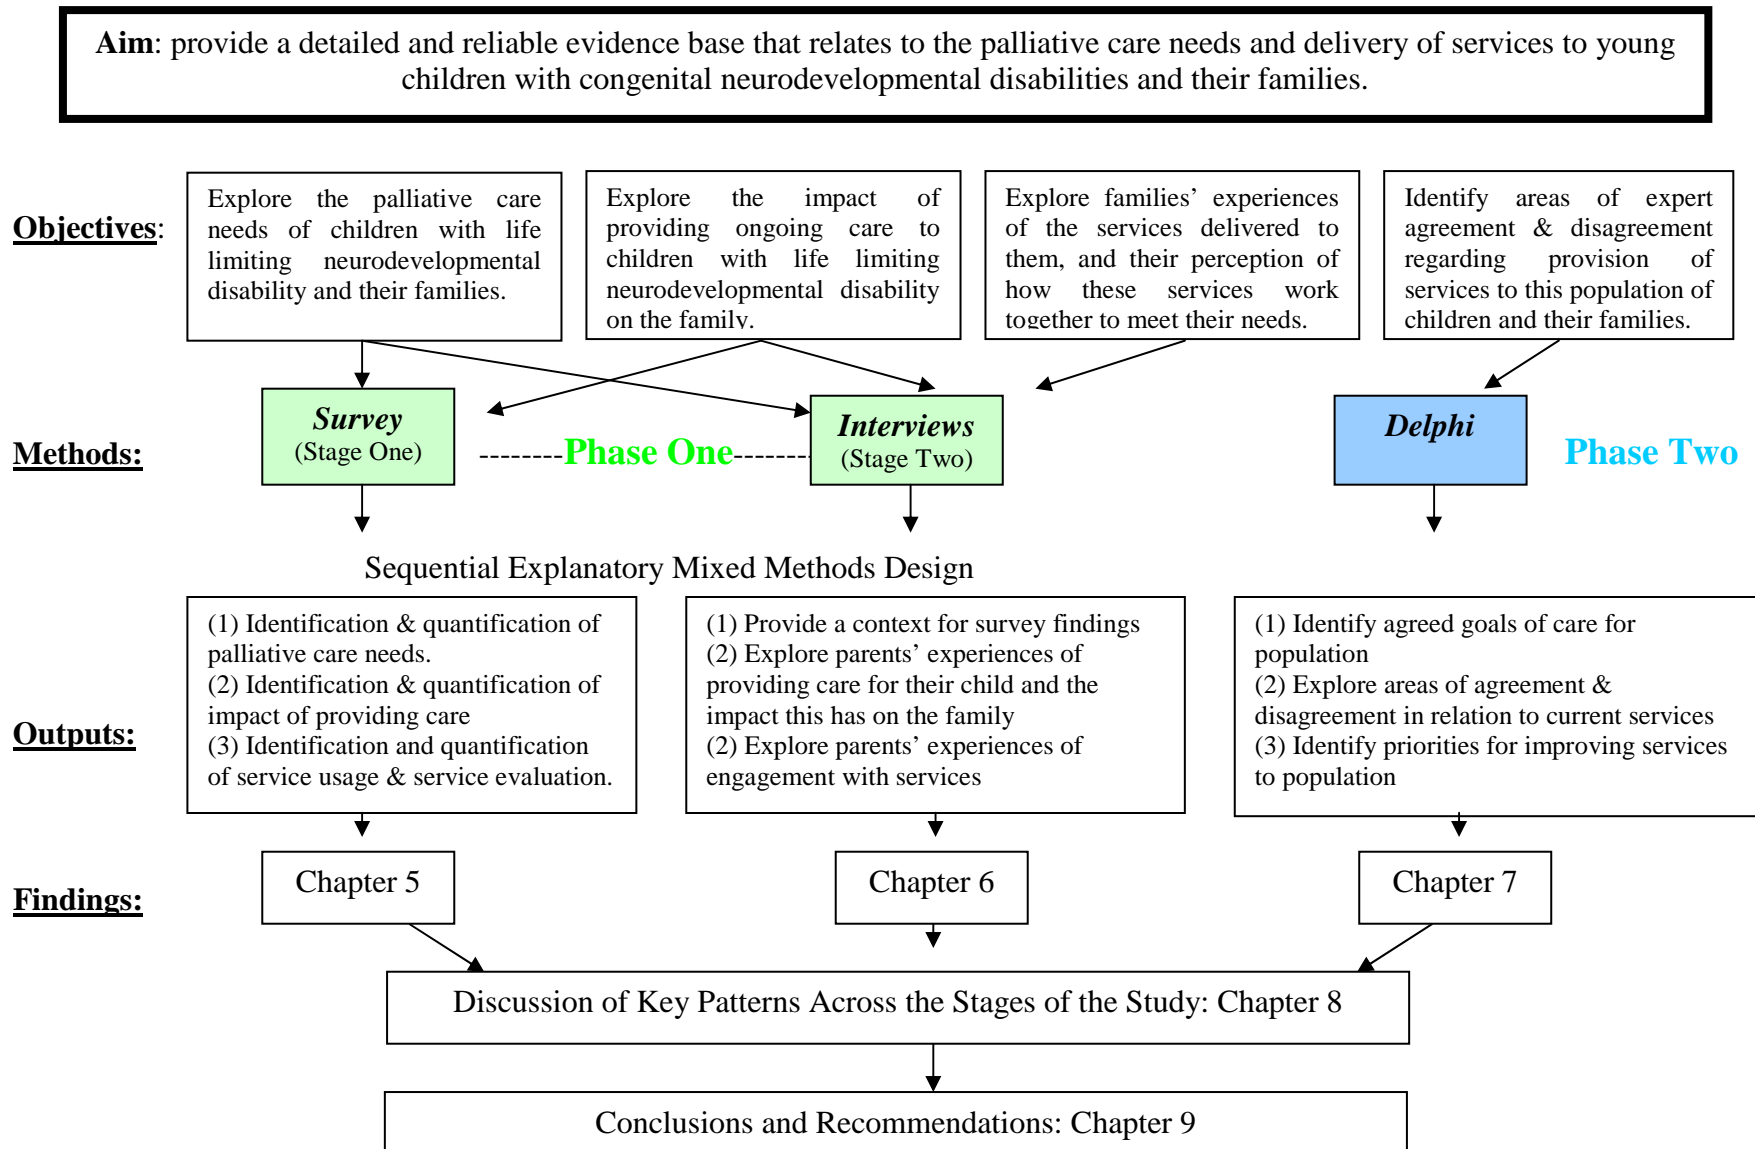 Aim: provide a detailed and reliable evidence base that relates to the palliative care needs and delivery of services to young
children with congenital neurodevelopmental disabilities and their families.
Objectives:
Explore the palliative care
needs of children with life
limiting neurodevelopmental
disability and their families.
Explore the impact of
providing ongoing care to
children with life limiting
neurodevelopmental disability
on the family.
Explore families’ experiences
of the services delivered to
them, and their perception of
how these services work
together to meet their needs.
Identify areas of expert
agreement & disagreement
regarding provision of
services to this population of
children and their families.
Methods:
Survey
(Stage One)
-------Phase One------
Interviews
(Stage Two)
Delphi
Phase Two
Sequential Explanatory Mixed Methods Design
Outputs:
(1) Identification & quantification of
palliative care needs.
(2) Identification & quantification of
impact of providing care
(3) Identification and quantification
of service usage & service evaluation.
(1) Provide a context for survey findings
(2) Explore parents’ experiences of
providing care for their child and the
impact this has on the family
(2) Explore parents’ experiences of
engagement with services
(1) Identify agreed goals of care for
population
(2) Explore areas of agreement &
disagreement in relation to current services
(3) Identify priorities for improving services
to population
Findings:
Chapter 5
Chapter 6
Chapter 7
Discussion of Key Patterns Across the Stages of the Study: Chapter 8
Conclusions and Recommendations: Chapter 9